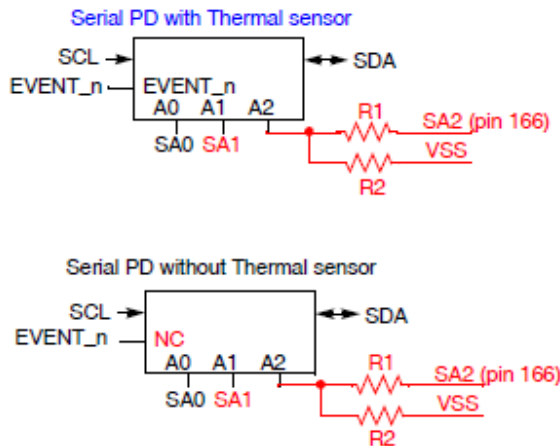 Serial PD with Thermal sensor
SCL SDA
EVENT_n EVENT_n
A0 A1 A2
R1
SA0 SA1 SA2 (pin 166)
VSS
R2
Serial PD without Thermal sensor
SCL SDA
EVENT_n NC
A0 A1 A2
R1
SA0 SA1 SA2 (pin 166)
VSS
R2